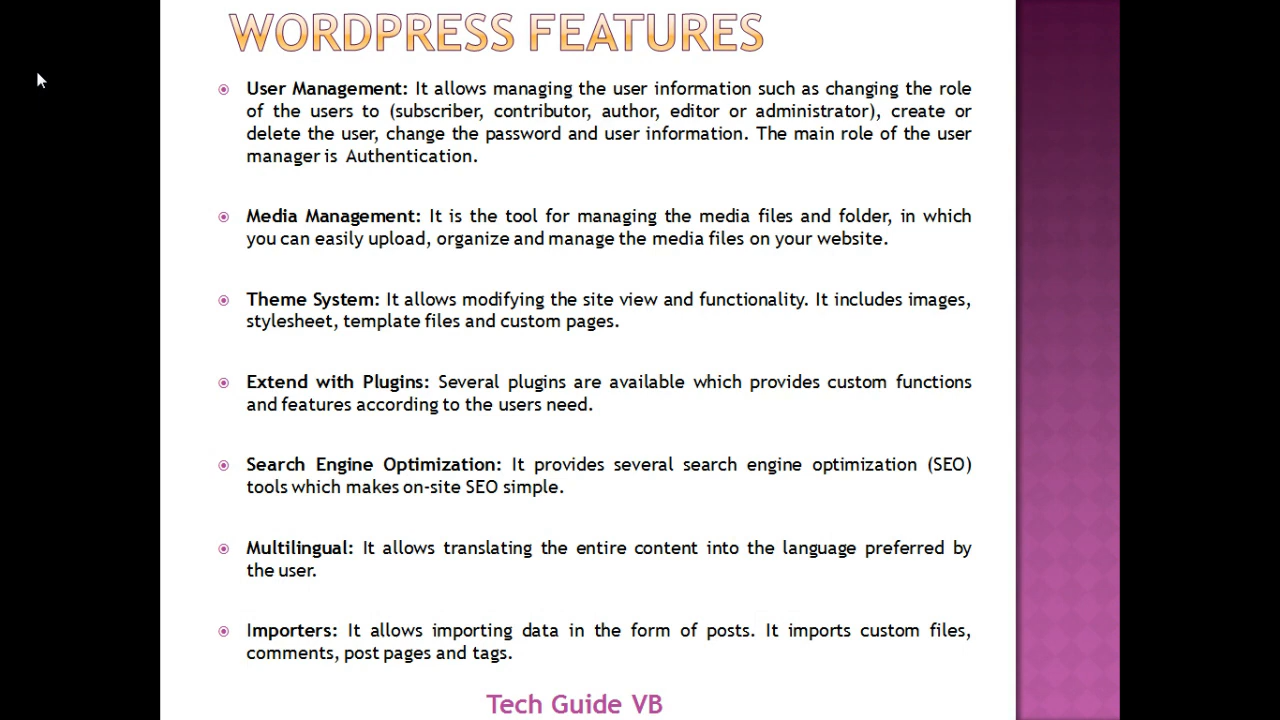 WORDPRESS FEATURES
User Management: It allows managing the user information such as changing the role
of the users to (subscriber, contributor, author, editor or administrator), create or
delete the user, change the password and user information. The main role of the user
manager is Authentication.
Media Management: It is the tool for managing the media files and folder, in which
you can easily upload, organize and manage the media files on your website.
Theme System: It allows modifying the site view and functionality. It includes images,
stylesheet, template files and custom pages.
Extend with Plugins: Several plugins are available which provides custom functions
and features according to the users need.
Search Engine Optimization: It provides several search engine optimization (SEO)
tools which makes on-site SEO simple.
Multilingual: It allows translating the entire content into the language preferred by
the user.
Importers: It allows importing data in the form of posts. It imports custom files,
comments, post pages and tags.
Tech Guide VB